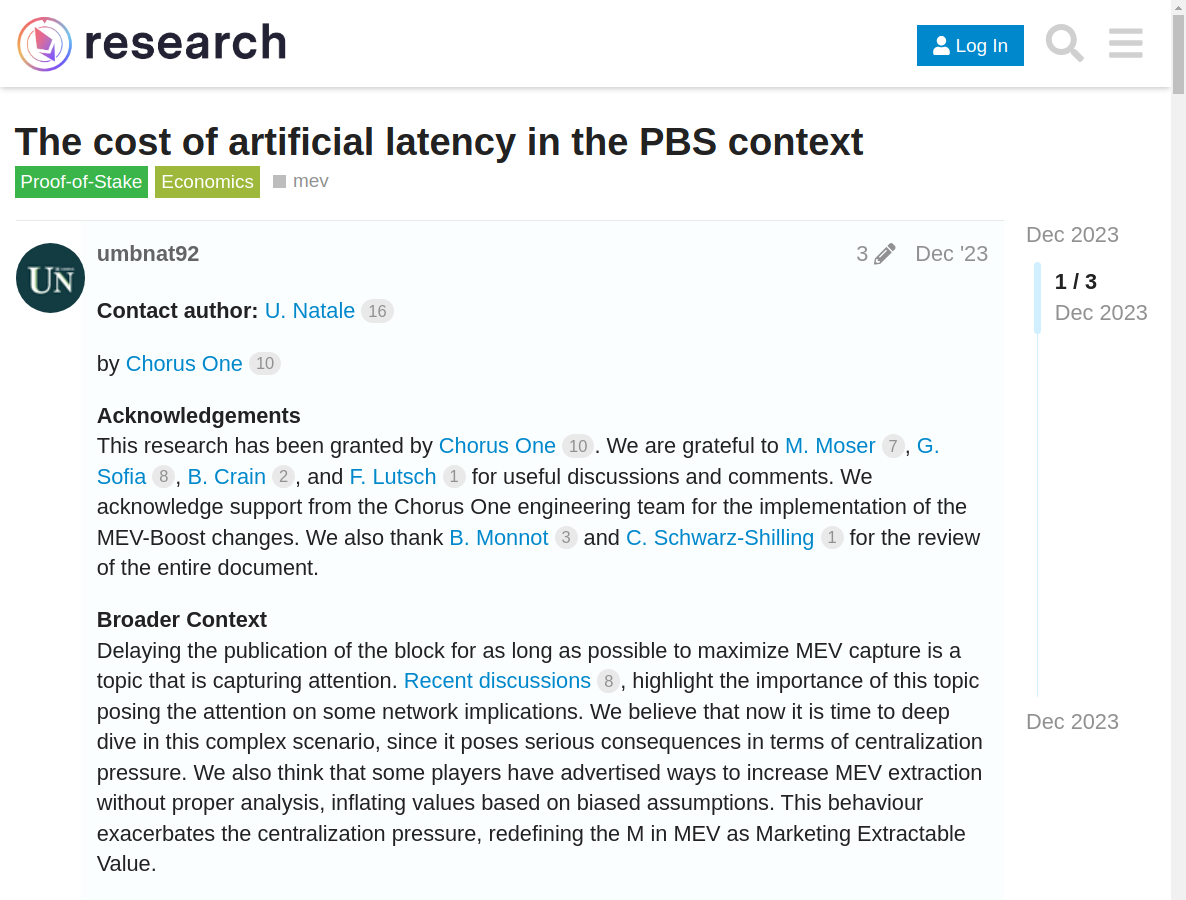 research
Log In
The cost of artificial latency in the PBS context
Proof-of-Stake Economics mev
UN
umbnat92 3 Dec '23
Contact author: U. Natale 16
by Chorus One 10
Acknowledgements
This research has been granted by Chorus One 10. We are grateful to M. Moser 7, G.
Sofia 8, B. Crain 2, and F. Lutsch 1 for useful discussions and comments. We
acknowledge support from the Chorus One engineering team for the implementation of the
MEV-Boost changes. We also thank B. Monnot 3 and C. Schwarz-Shilling 1 for the review
of the entire document.
Broader Context
Delaying the publication of the block for as long as possible to maximize MEV capture is a
topic that is capturing attention. Recent discussions 8, highlight the importance of this topic
posing the attention on some network implications. We believe that now it is time to deep
dive in this complex scenario, since it poses serious consequences in terms of centralization
pressure. We also think that some players have advertised ways to increase MEV extraction
without proper analysis, inflating values based on biased assumptions. This behaviour
exacerbates the centralization pressure, redefining the M in MEV as Marketing Extractable
Value.
Dec 2023
1 / 3
Dec 2023
Dec 2023